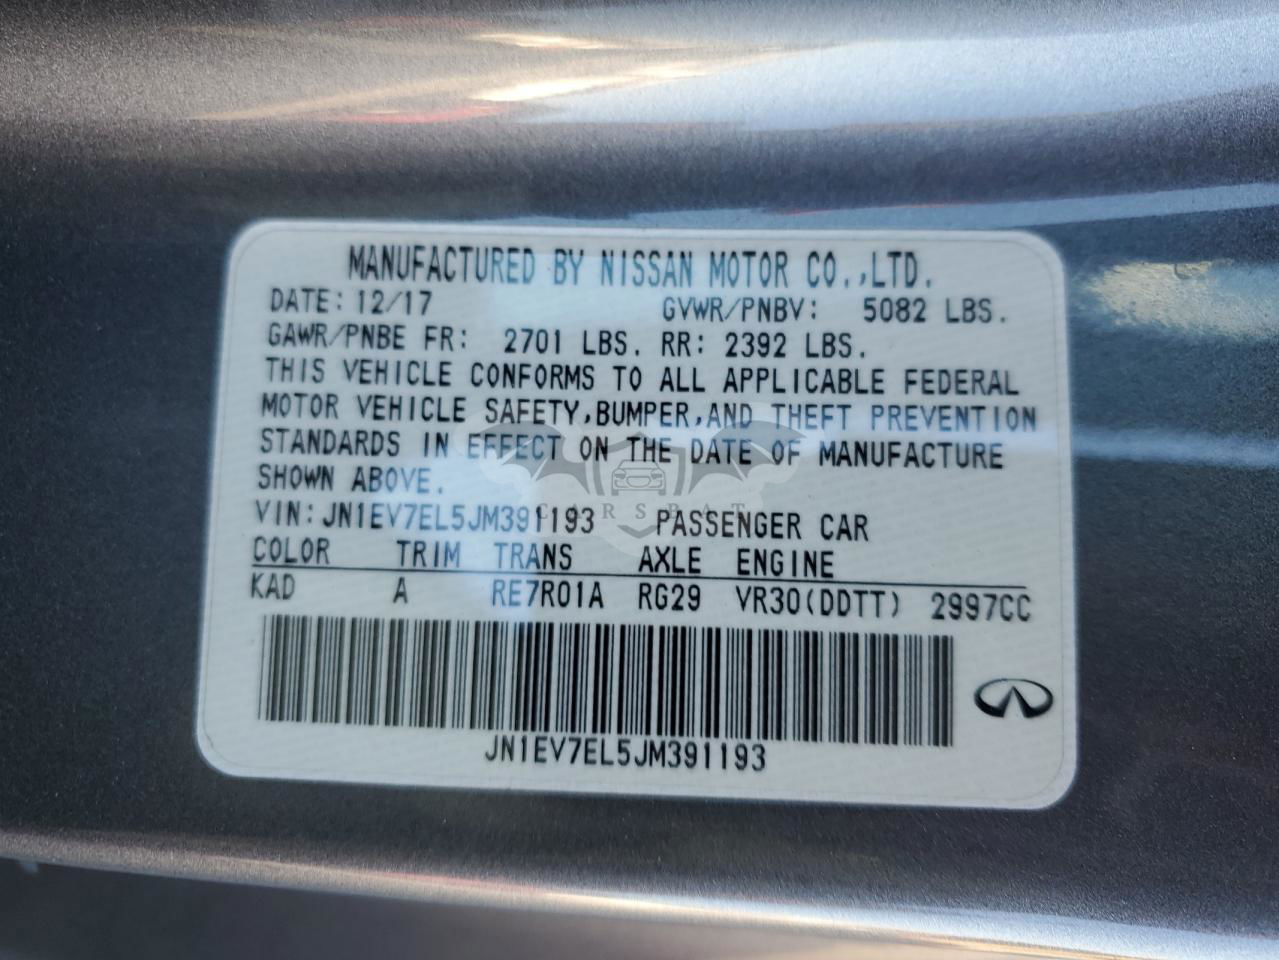 MANUFACTURED BY NISSAN MOTOR CO.,LTD.
DATE: 12/17 GVWR/PNBV: 5082 LBS.
GAWR/PNBE FR: 2701 LBS. RR: 2392 LBS.
THIS VEHICLE CONFORMS TO ALL APPLICABLE FEDERAL
MOTOR VEHICLE SAFETY,BUMPER,AND THEFT PREVENTION
STANDARDS IN EFFECT ON THE DATE OF MANUFACTURE
SHOWN ABOVE.
CARSBAT
VIN:JN1EV7EL5JM391193 PASSENGER CAR
COLOR TRIM TRANS AXLE ENGINE
KAD A RE7R01A RG29 VR30(DDTT) 2997CC
JN1EV7EL5JM391193